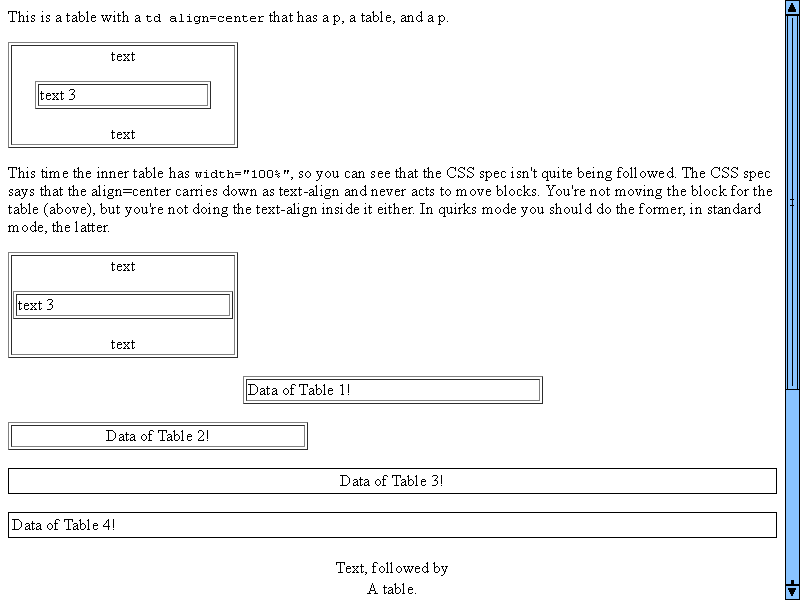 This is a table with a td align=center that has a p, a table, and a p.
text
text 3
text
This time the inner table has width="100%", so you can see that the CSS spec isn't quite being followed. The CSS spec
says that the align=center carries down as text-align and never acts to move blocks. You're not moving the block for the
table (above), but you're not doing the text-align inside it either. In quirks mode you should do the former, in standard
mode, the latter.
text
text 3
text
Data of Table 1!
Data of Table 2!
Data of Table 3!
Data of Table 4!
Text, followed by
A table.